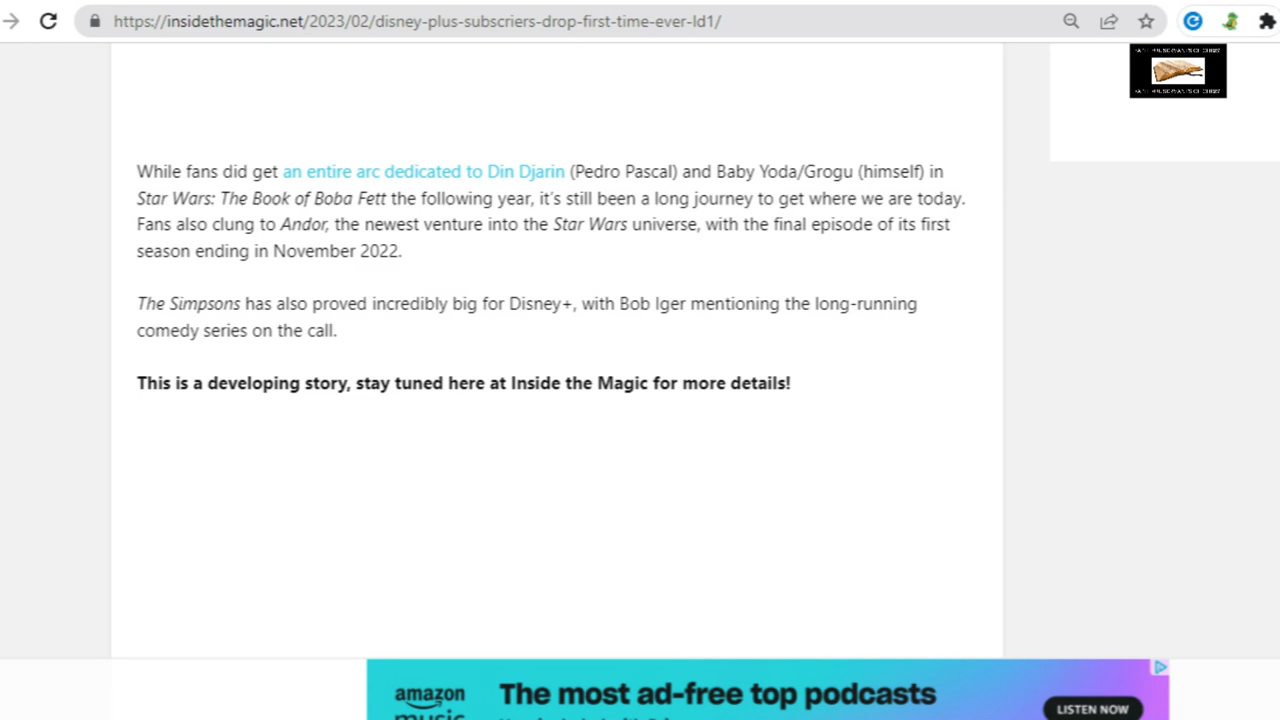 https://insidethemagic.net/2023/02/disney-plus-subscriers-drop-first-time-ever-ld1/
While fans did get an entire arc dedicated to Din Djarin (Pedro Pascal) and Baby Yoda/Grogu (himself) in
Star Wars: The Book of Boba Fett the following year, it's still been a long journey to get where we are today.
Fans also clung to Andor, the newest venture into the Star Wars universe, with the final episode of its first
season ending in November 2022.
The Simpsons has also proved incredibly big for Disney+, with Bob Iger mentioning the long-running
comedy series on the call.
This is a developing story, stay tuned here at Inside the Magic for more details!
amazon
music
The most ad-free top podcasts
LISTEN NOW